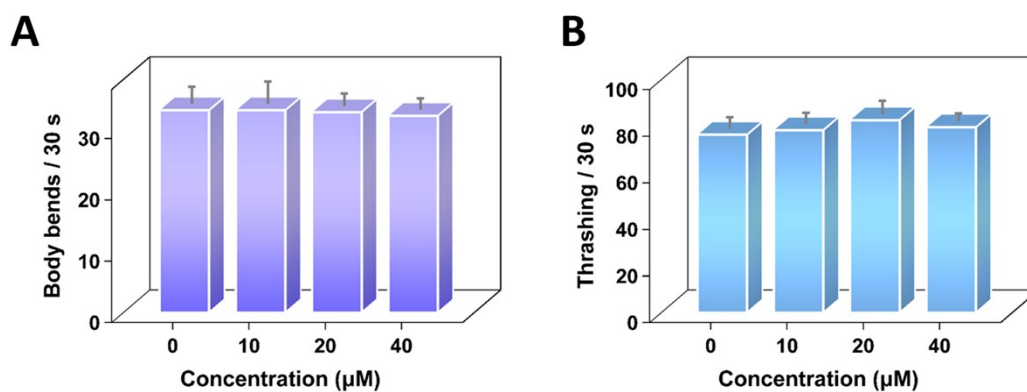 A
Body bends / 30 s
30
20
10
0
0 10 20 40
Concentration (µM)
B
Thrashing / 30 s
100
80
60
40
20
0
0 10 20 40
Concentration (µM)